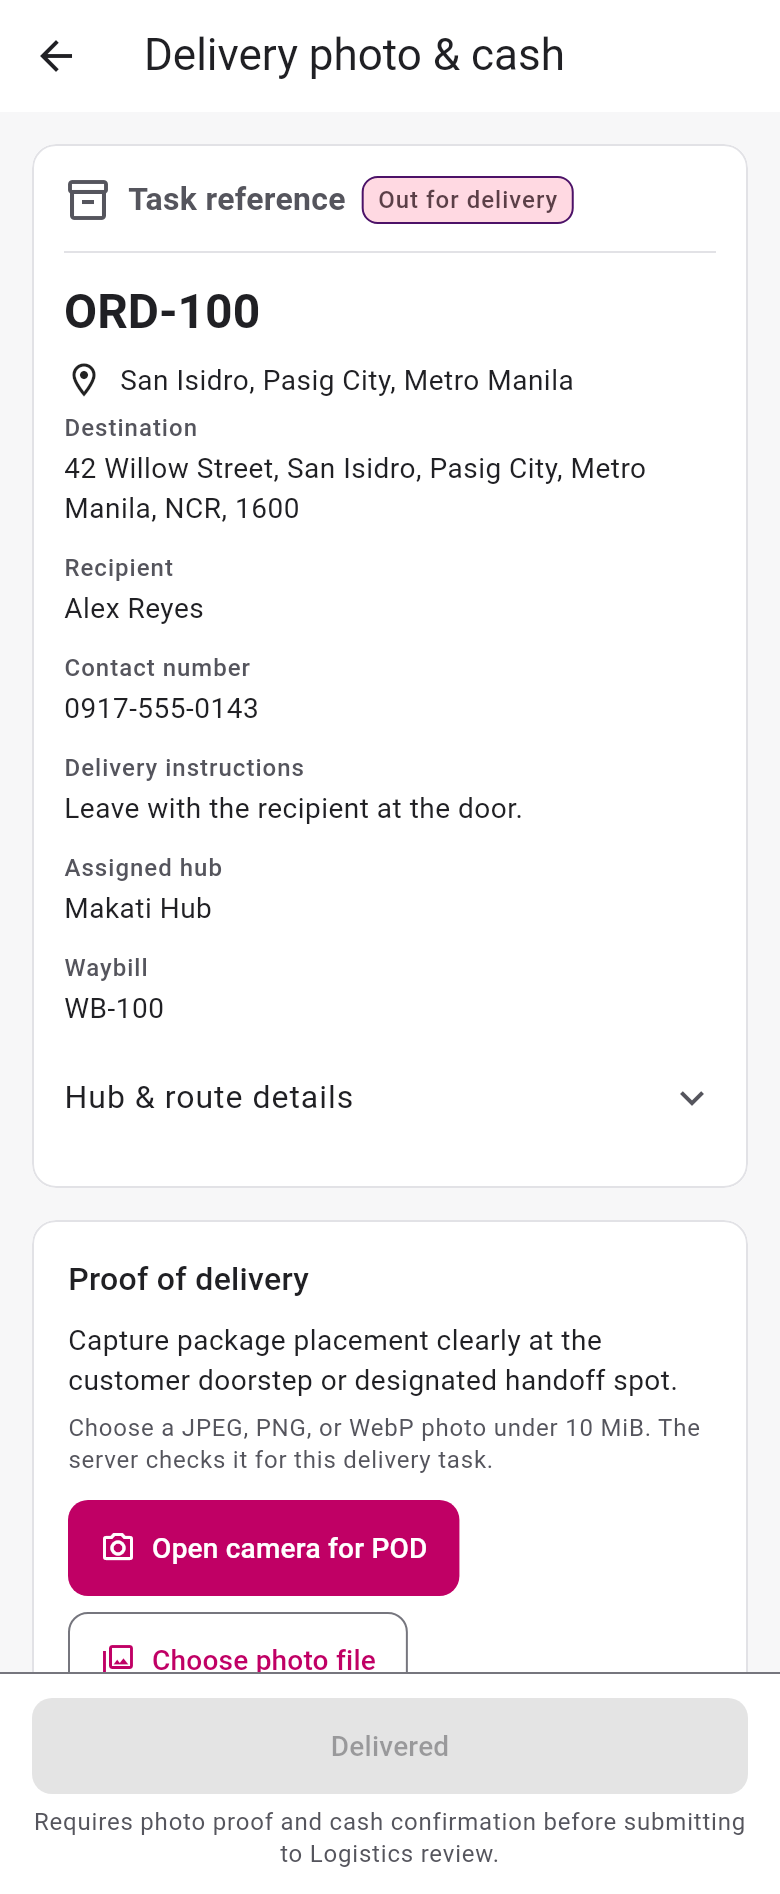 Delivery photo & cash
Task reference
Out for delivery
ORD-100
San Isidro, Pasig City, Metro Manila
Destination
42 Willow Street, San Isidro, Pasig City, Metro
Manila, NCR, 1600
Recipient
Alex Reyes
Contact number
0917-555-0143
Delivery instructions
Leave with the recipient at the door.
Assigned hub
Makati Hub
Waybill
WB-100
Hub & route details
Proof of delivery
Capture package placement clearly at the
customer doorstep or designated handoff spot.
Choose a JPEG, PNG, or WebP photo under 10 MiB. The
server checks it for this delivery task.
Open camera for POD
Choose photo file
Delivered
Requires photo proof and cash confirmation before submitting
to Logistics review.